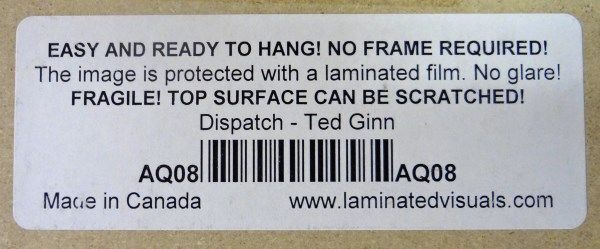 EASY AND READY TO HANG! NO FRAME REQUIRED!
The image is protected with a laminated film. No glare!
FRAGILE! TOP SURFACE CAN BE SCRATCHED!
Dispatch - Ted Ginn
AQ08 AQ08
Made in Canada www.laminatedvisuals.com